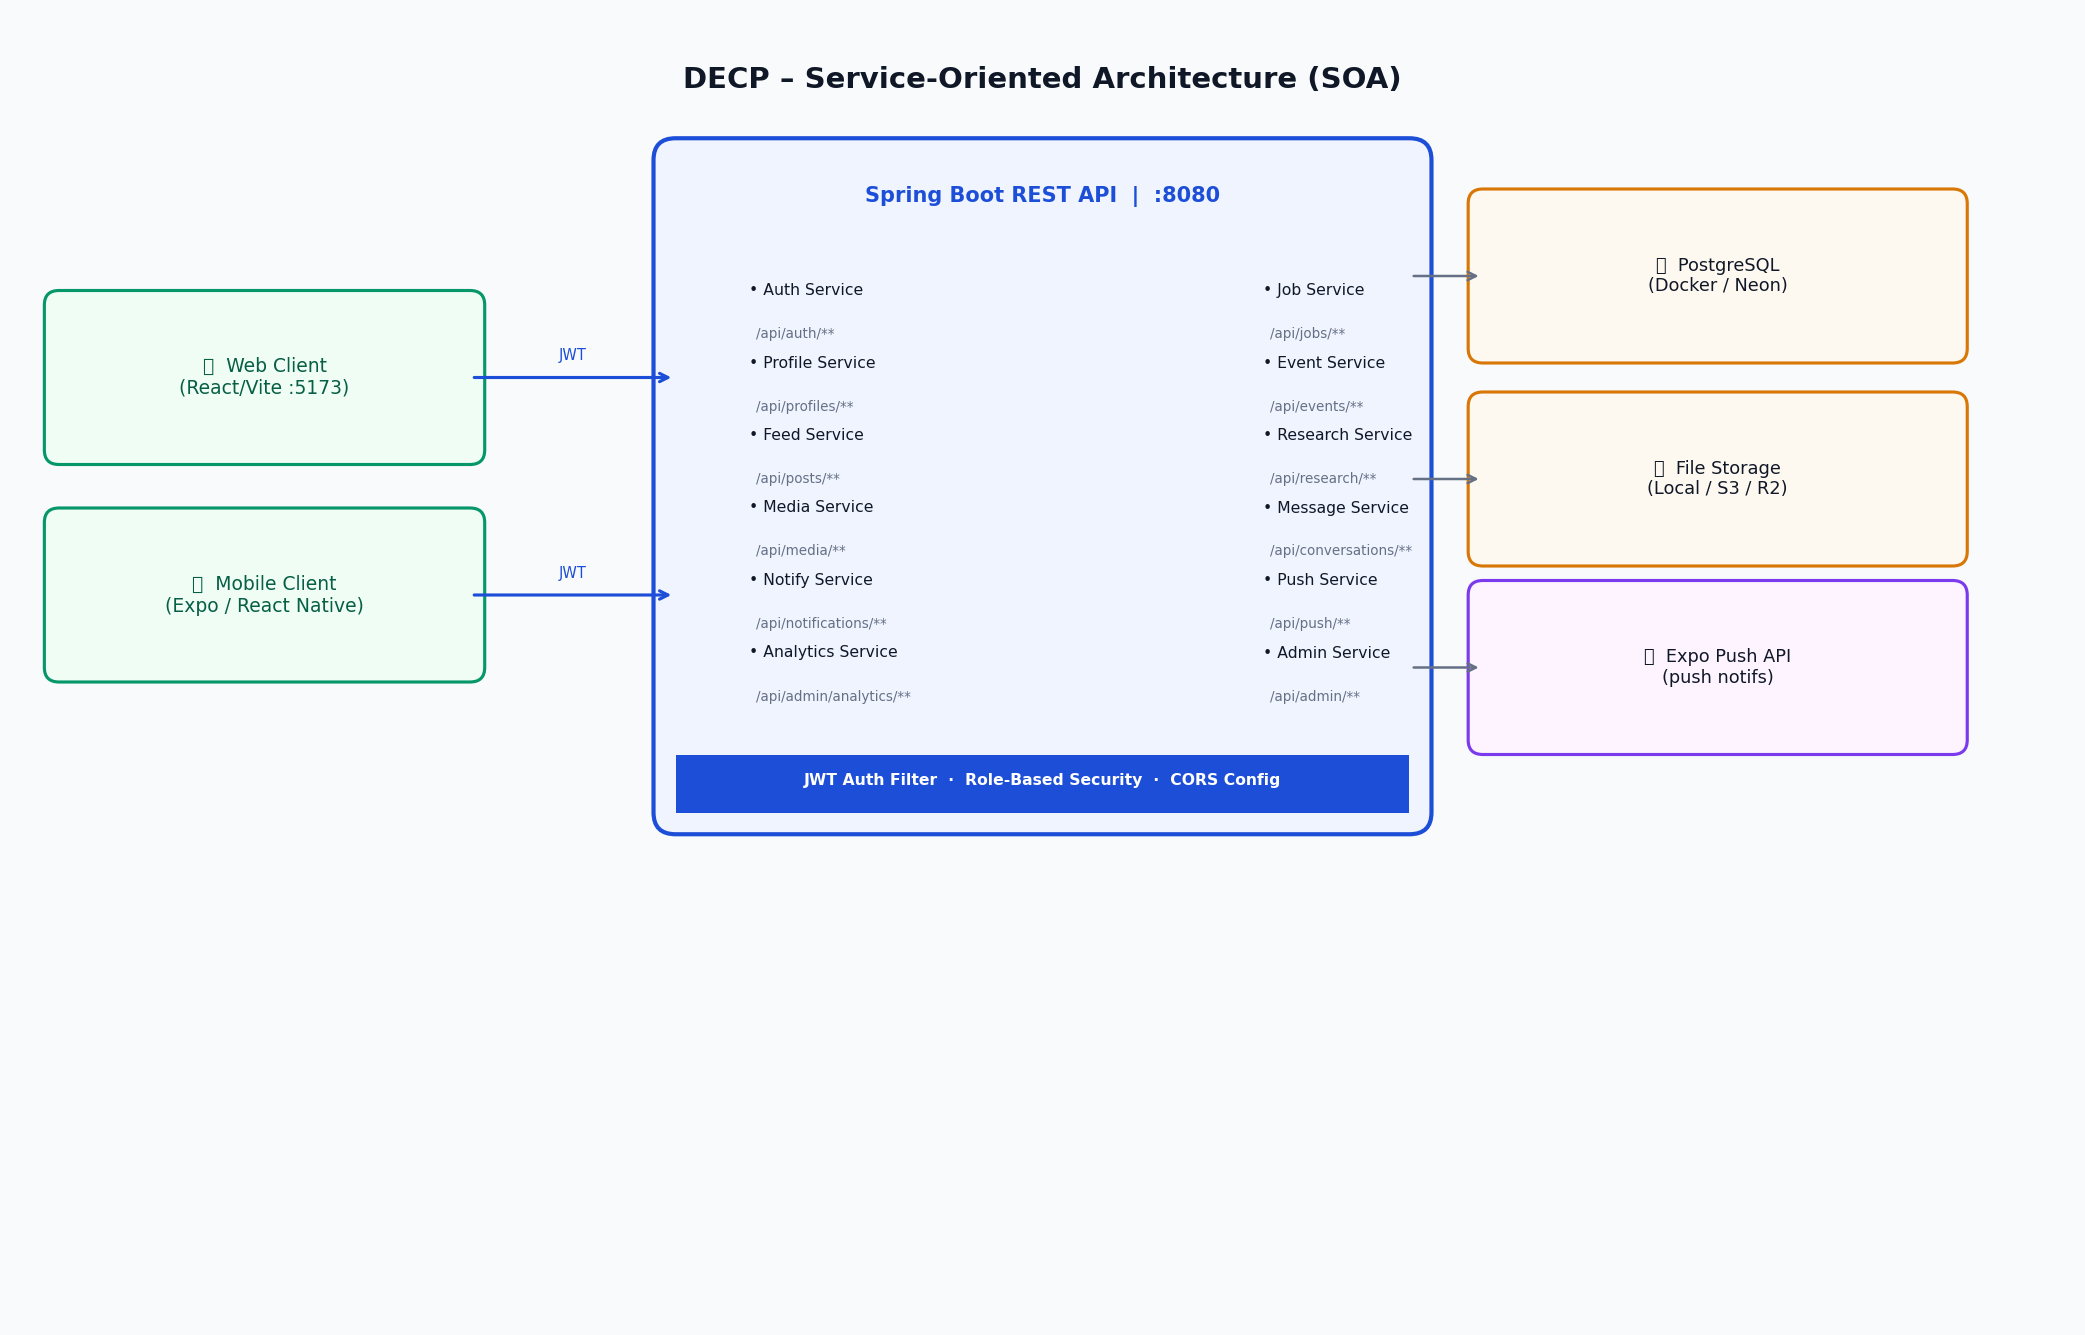 DECP – Service-Oriented Architecture (SOA)
Web Client
(React/Vite :5173)
Mobile Client
(Expo / React Native)
JWT
JWT
Spring Boot REST API | :8080
• Auth Service
/api/auth/**
• Profile Service
/api/profiles/**
• Feed Service
/api/posts/**
• Media Service
/api/media/**
• Notify Service
/api/notifications/**
• Analytics Service
/api/admin/analytics/**
• Job Service
/api/jobs/**
• Event Service
/api/events/**
• Research Service
/api/research/**
• Message Service
/api/conversations/**
• Push Service
/api/push/**
• Admin Service
/api/admin/**
JWT Auth Filter · Role-Based Security · CORS Config
PostgreSQL
(Docker / Neon)
File Storage
(Local / S3 / R2)
Expo Push API
(push notifs)